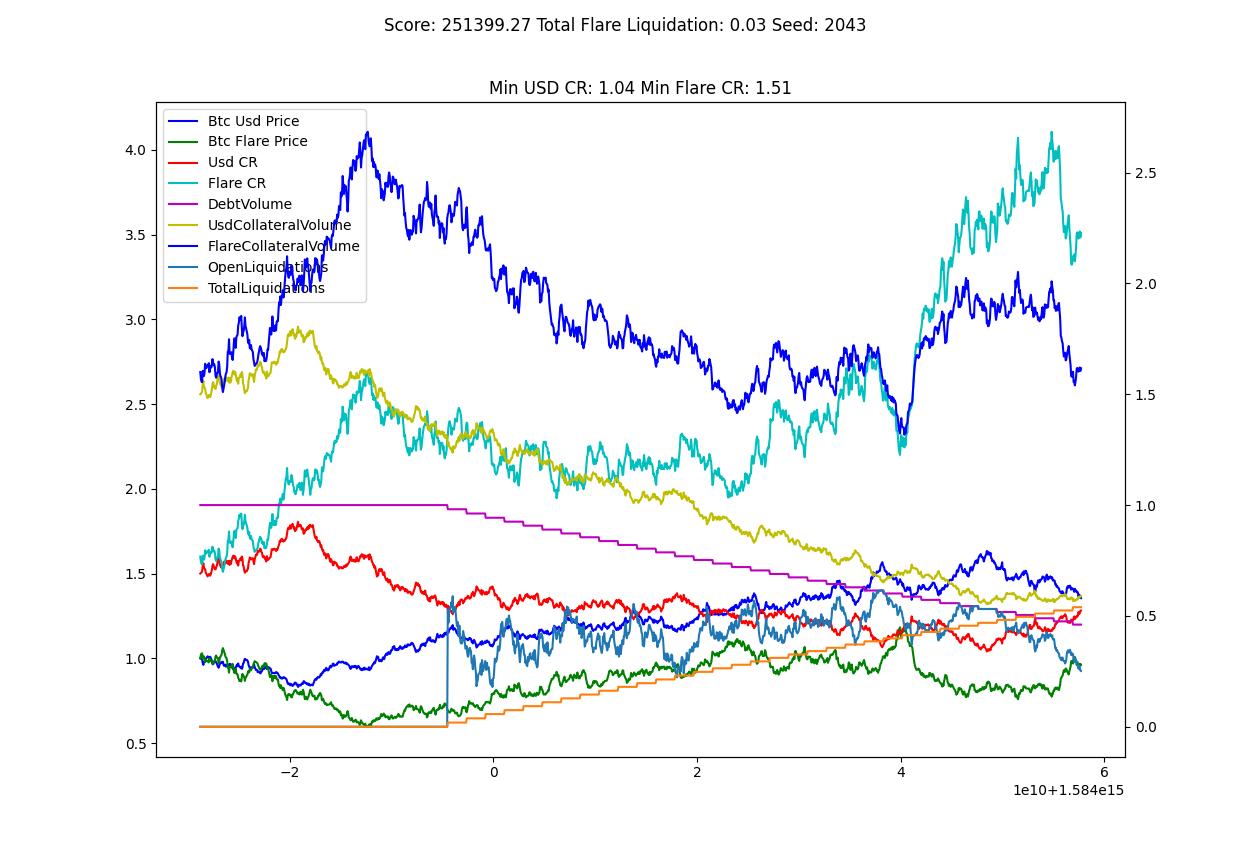 Score: 251399.27 Total Flare Liquidation: 0.03 Seed: 2043
Min USD CR: 1.04 Min Flare CR: 1.51
Btc Usd Price
Btc Flare Price
Usd CR
Flare CR
DebtVolume
UsdCollateralVolume
FlareCollateralVolume
OpenLiquidations
TotalLiquidations
4.0
3.5
3.0
2.5
2.0
1.5
1.0
0.5
2.5
2.0
1.5
1.0
0.5
0.0
−2
0
2
4
6
1e10+1.584e15